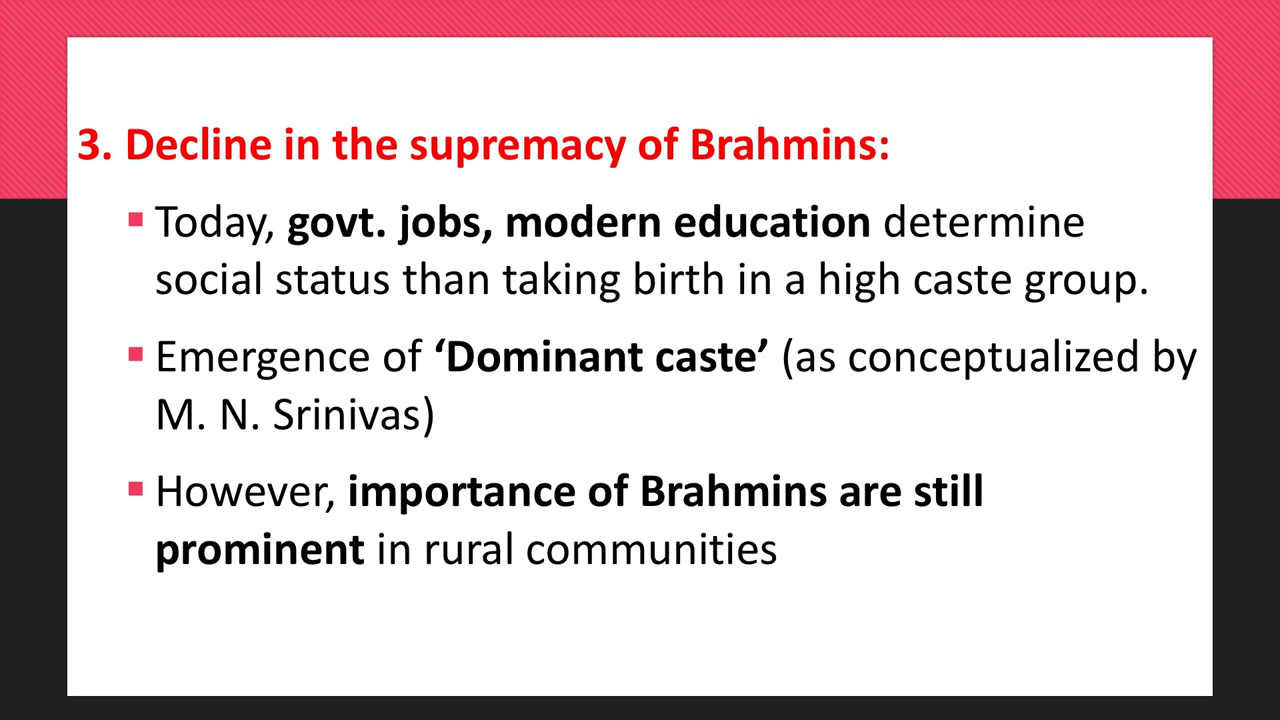 3. Decline in the supremacy of Brahmins:
▪ Today, govt. jobs, modern education determine
social status than taking birth in a high caste group.
▪ Emergence of ‘Dominant caste’ (as conceptualized by
M. N. Srinivas)
▪ However, importance of Brahmins are still
prominent in rural communities